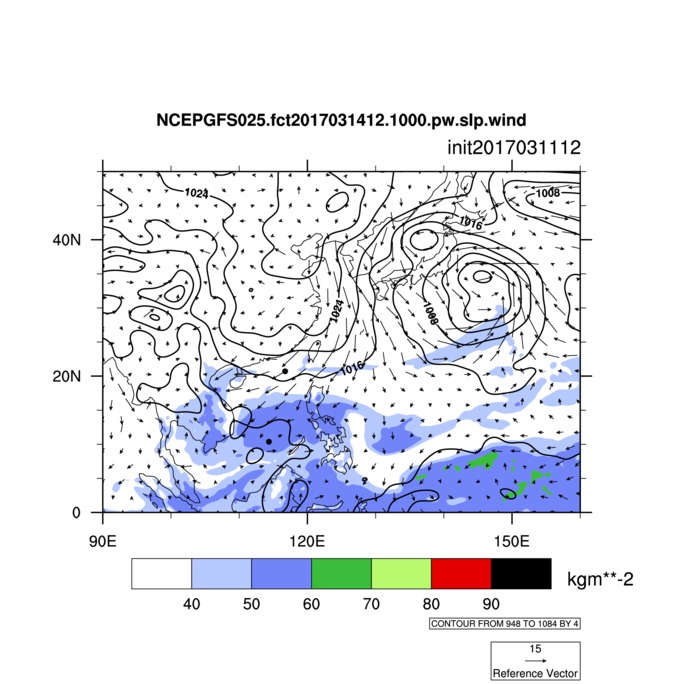 NCEPGFS025.fct2017031412.1000.pw.slp.wind
init2017031112
1024
1008
1016
40N
1024
1008
1016
20N
0
90E 120E 150E
kgm**-2
40 50 60 70 80 90
CONTOUR FROM 948 TO 1084 BY 4
15
Reference Vector